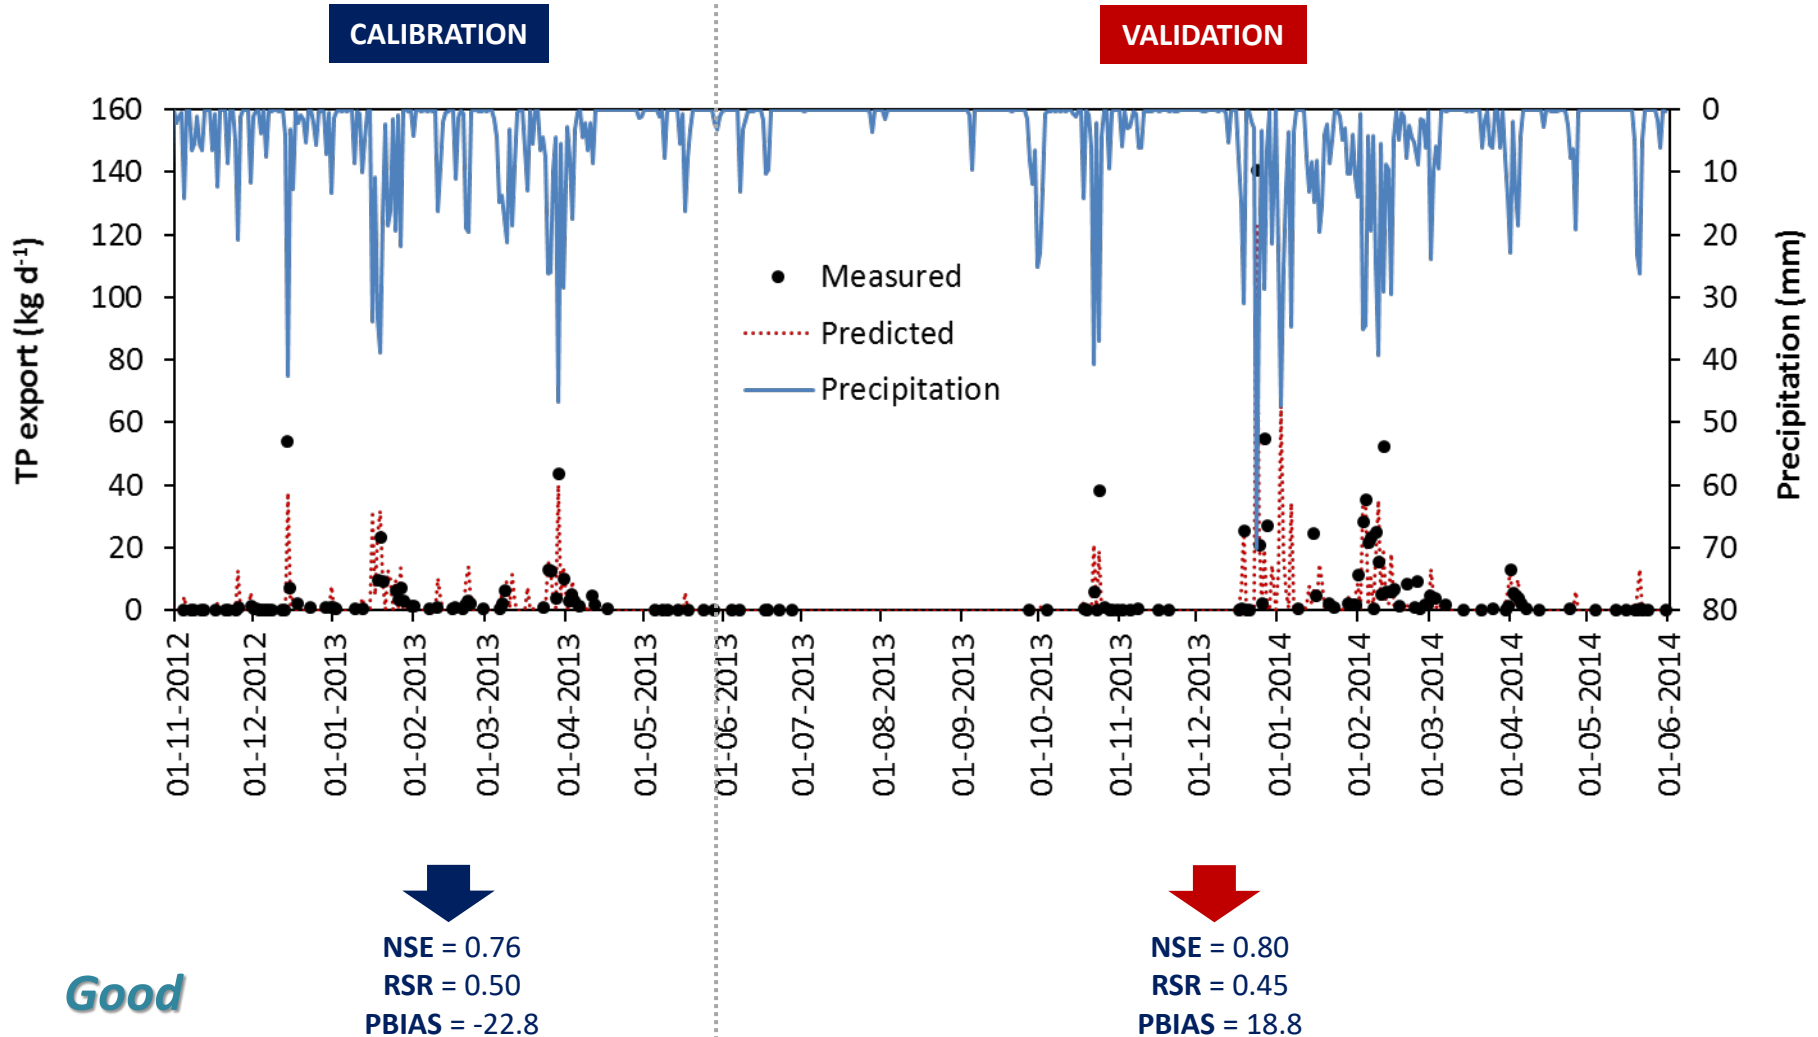 CALIBRATION
VALIDATION
160
140
120
100
80
60
40
20
0
TP export (kg d-1)
0
10
20
30
40
50
60
70
80
Precipitation (mm)
Measured
Predicted
Precipitation
01-11-2012
01-12-2012
01-01-2013
01-02-2013
01-03-2013
01-04-2013
01-05-2013
01-06-2013
01-07-2013
01-08-2013
01-09-2013
01-10-2013
01-11-2013
01-12-2013
01-01-2014
01-02-2014
01-03-2014
01-04-2014
01-05-2014
01-06-2014
Good
NSE = 0.76
RSR = 0.50
PBIAS = -22.8
NSE = 0.80
RSR = 0.45
PBIAS = 18.8